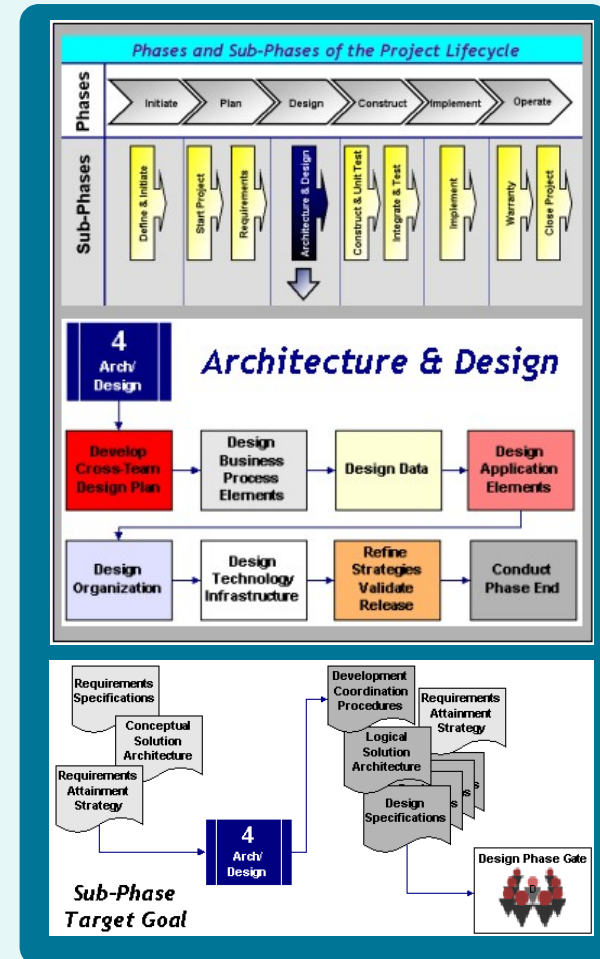 Phases and Sub-Phases of the Project Lifecycle
Phases
Initiate
Plan
Design
Construct
Implement
Operate
Sub-Phases
Define & Initiate
Start Project
Requirements
Architecture & Design
Construct & Unit Test
Integrate & Test
Implement
Warranty
Close Project
4
Arch/
Design
Architecture & Design
Develop
Cross-Team
Design Plan
Design
Business
Process
Elements
Design Data
Design
Application
Elements
Design
Organization
Design
Technology
Infrastructure
Refine
Strategies
Validate
Release
Conduct
Phase End
Requirements
Specifications
Conceptual
Solution
Architecture
Requirements
Attainment
Strategy
4
Arch/
Design
Sub-Phase
Target Goal
Development
Coordination
Procedures
Requirements
Attainment
Strategy
Logical
Solution
Architecture
Design
Specifications
Design Phase Gate
D